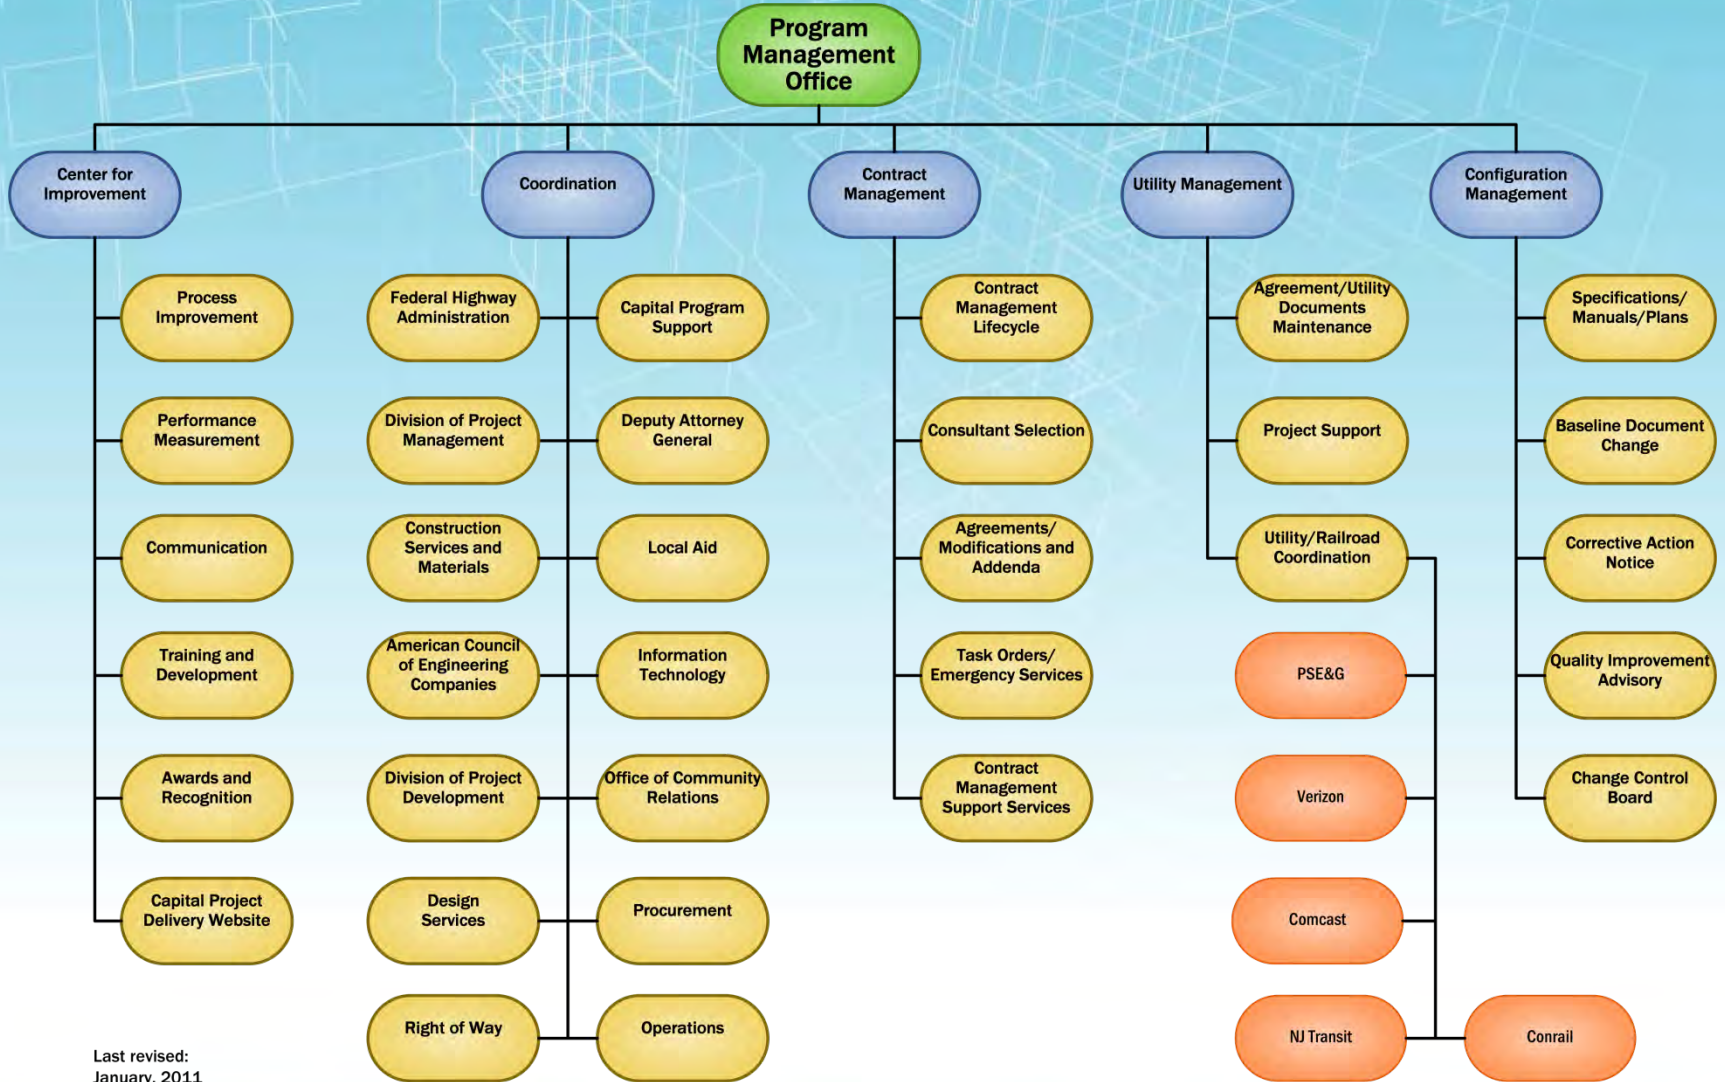 Program
Management
Office
Center for
Improvement
Coordination
Contract
Management
Utility Management
Configuration
Management
Process
Improvement
Federal Highway
Administration
Capital Program
Support
Contract
Management
Lifecycle
Agreement/Utility
Documents
Maintenance
Specifications/
Manuals/Plans
Performance
Measurement
Division of Project
Management
Deputy Attorney
General
Consultant Selection
Project Support
Baseline Document
Change
Communication
Construction
Services and
Materials
Local Aid
Agreements/
Modifications and
Addenda
Utility/Railroad
Coordination
Corrective Action
Notice
Training and
Development
American Council
of Engineering
Companies
Information
Technology
Task Orders/
Emergency Services
PSE&G
Quality Improvement
Advisory
Awards and
Recognition
Division of Project
Development
Office of Community
Relations
Contract
Management
Support Services
Verizon
Change Control
Board
Capital Project
Delivery Website
Design
Services
Procurement
Comcast
Right of Way
Operations
NJ Transit
Conrail
Last revised:
January, 2011